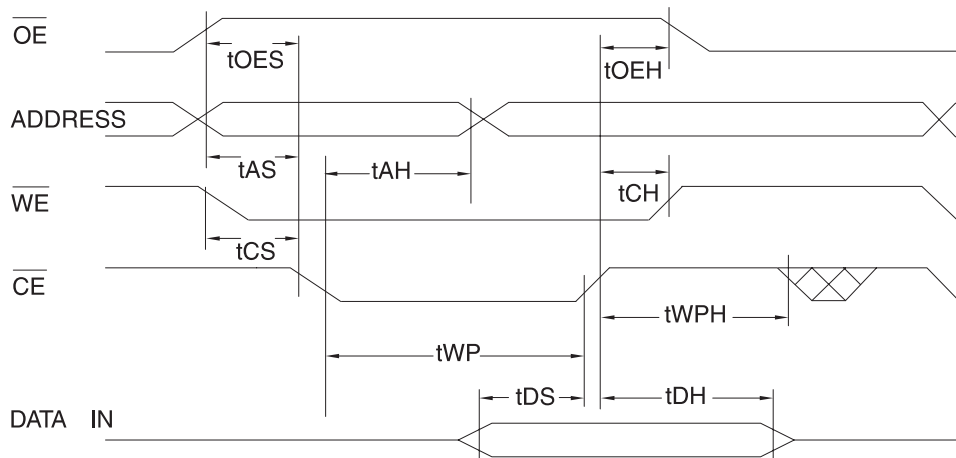 OE
tOES
tOEH
ADDRESS
tAS
tAH
tCH
WE
tCS
CE
tWPH
tWP
tDS
tDH
DATA IN